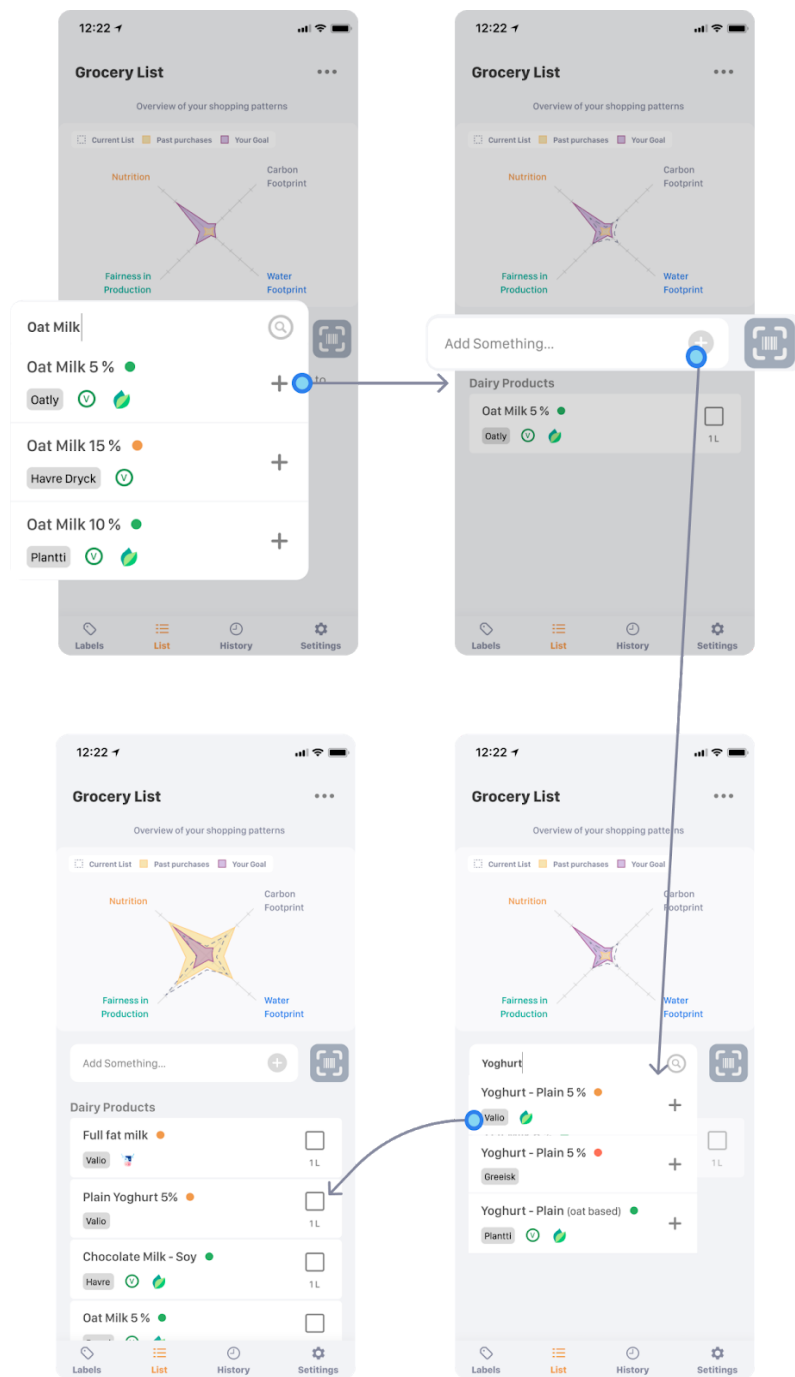 12:22
Grocery List
Overview of your shopping patterns
Current List Past purchases Your Goal
Nutrition
Carbon
Footprint
Fairness in
Production
Water
Footprint
Oat Milk
Oat Milk 5 %
Oatly V
to
Oat Milk 15 %
Havre Dryck V
Oat Milk 10 %
Plantti V
Labels List History Setitings
12:22
Grocery List
Overview of your shopping patterns
Current List Past purchases Your Goal
Nutrition
Carbon
Footprint
Fairness in
Production
Water
Footprint
Add Something...
Dairy Products
Oat Milk 5 %
Oatly V
1 L
Labels List History Setitings
12:22
Grocery List
Overview of your shopping patterns
Current List Past purchases Your Goal
Nutrition
Carbon
Footprint
Fairness in
Production
Water
Footprint
Add Something...
Dairy Products
Full fat milk
Valio
1 L
Plain Yoghurt 5%
Valio
1 L
Chocolate Milk - Soy
Havre V
1 L
Oat Milk 5 %
Labels List History Setitings
12:22
Grocery List
Overview of your shopping patterns
Current List Past purchases Your Goal
Nutrition
Carbon
Footprint
Fairness in
Production
Water
Footprint
Yoghurt
Yoghurt - Plain 5 %
Valio
Yoghurt - Plain 5 %
Greeisk
1 L
Yoghurt - Plain (oat based)
Plantti V
Labels List History Setitings